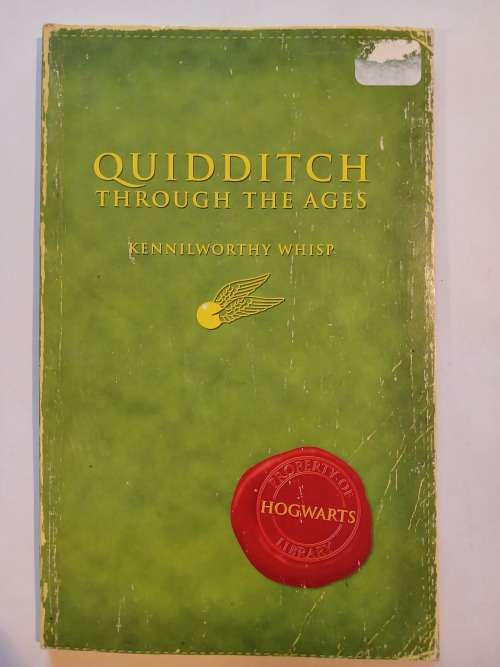 QUIDDITCH
THROUGH THE AGES
KENNILWORTHY WHISP
PROPERTY OF
HOGWARTS
LIBRARY